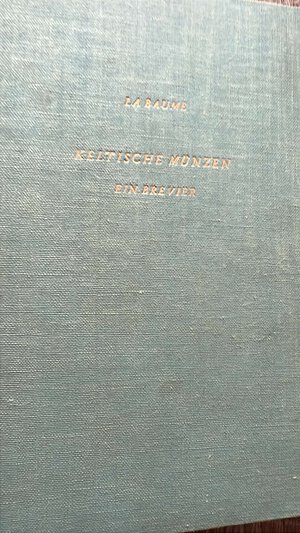 LA BAUME
KELTISCHE MÜNZEN
EIN BREVIER